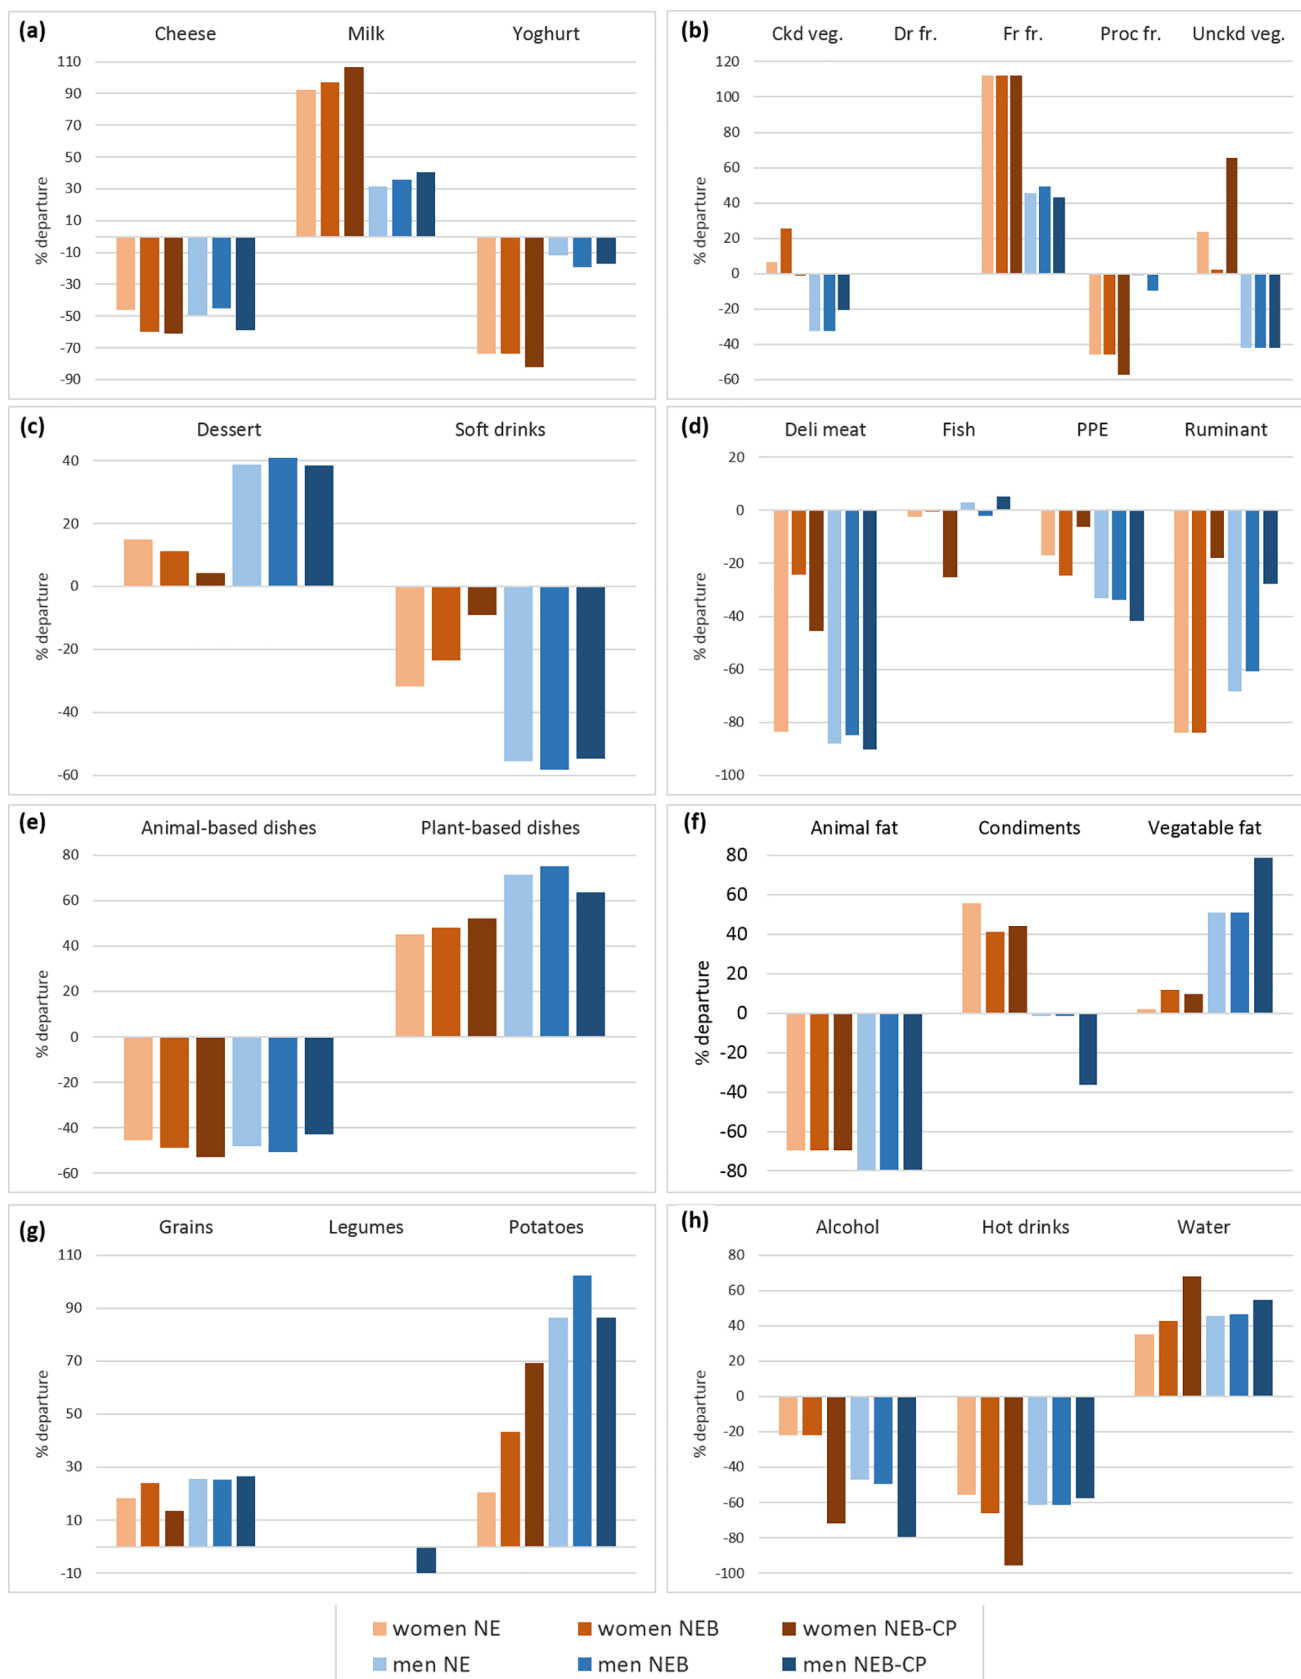 (a)
Cheese Milk Yoghurt
% departure
110
90
70
50
30
10
-10
-30
-50
-70
-90
(b)
Ckd veg. Dr fr. Fr fr. Proc fr. Unckd veg.
% departure
120
100
80
60
40
20
0
-20
-40
-60
(c)
Dessert Soft drinks
% departure
40
20
0
-20
-40
-60
(d)
Deli meat Fish PPE Ruminant
% departure
20
0
-20
-40
-60
-80
-100
(e)
Animal-based dishes Plant-based dishes
% departure
80
60
40
20
0
-20
-40
-60
(f)
Animal fat Condiments Vegatable fat
% departure
80
60
40
20
0
-20
-40
-60
-80
(g)
Grains Legumes Potatoes
% departure
110
90
70
50
30
10
-10
(h)
Alcohol Hot drinks Water
% departure
80
60
40
20
0
-20
-40
-60
-80
-100
women NE women NEB women NEB-CP
men NE men NEB men NEB-CP